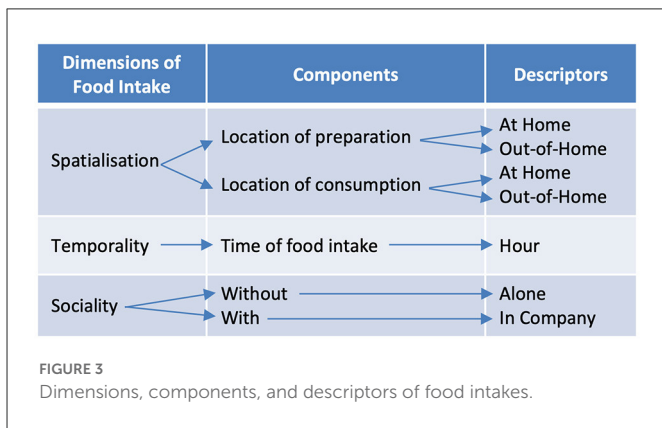 Dimensions of
Food Intake
Components
Descriptors
Spatialisation
Location of preparation
At Home
Out-of-Home
Location of consumption
At Home
Out-of-Home
Temporality
Time of food intake
Hour
Sociality
Without
Alone
With
In Company
FIGURE 3
Dimensions, components, and descriptors of food intakes.